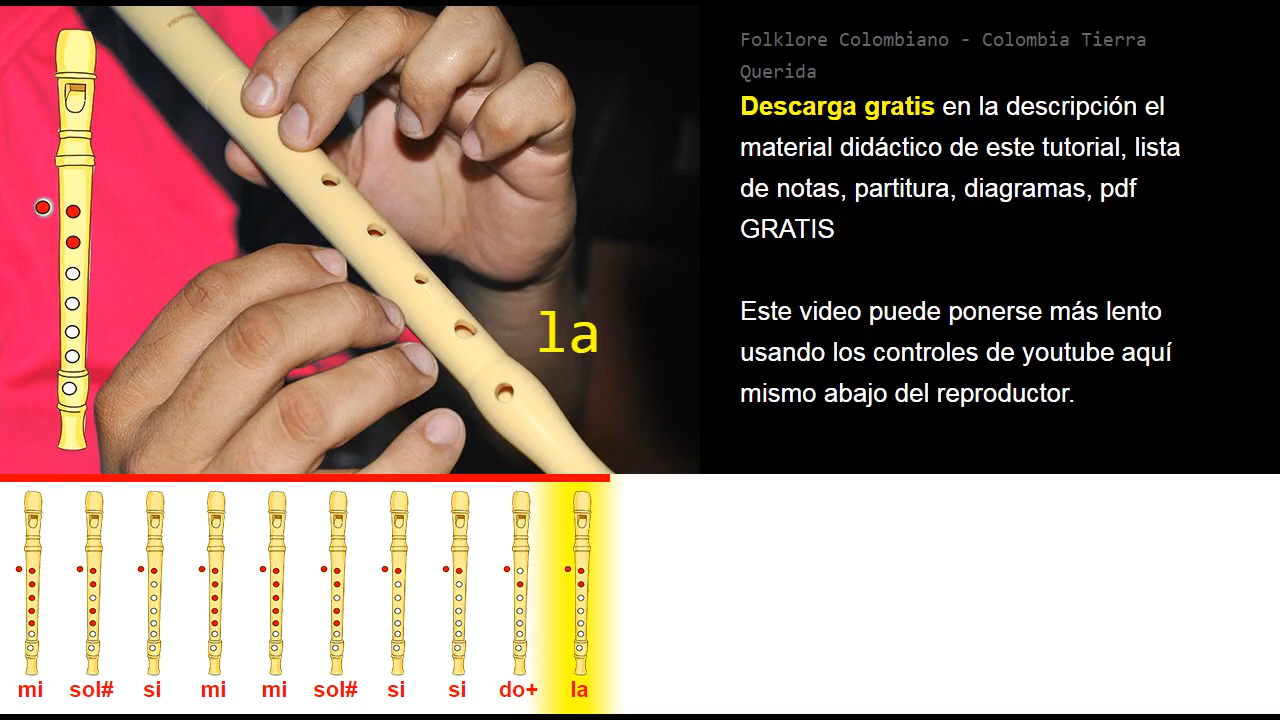 Folklore Colombiano - Colombia Tierra
Querida
Descarga gratis en la descripción el
material didáctico de este tutorial, lista
de notas, partitura, diagramas, pdf
GRATIS
Este video puede ponerse más lento
usando los controles de youtube aquí
mismo abajo del reproductor.
la
mi sol# si mi mi sol# si si do+ la